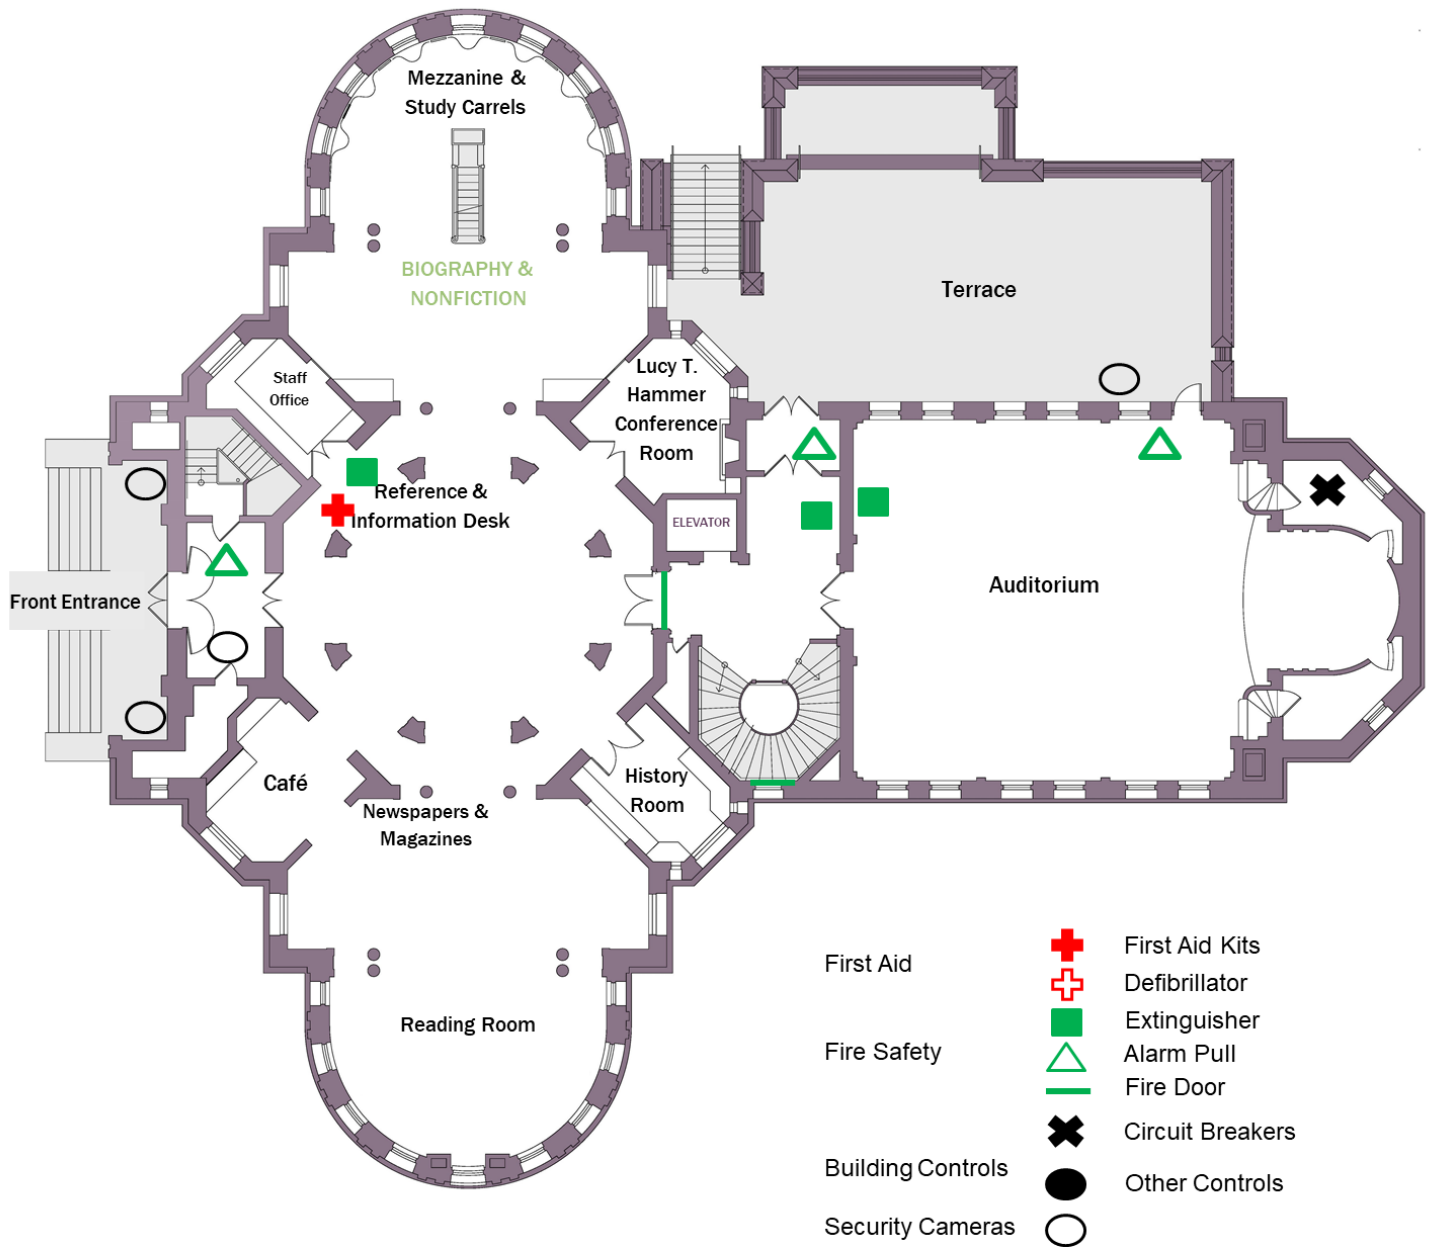 Mezzanine &
Study Carrels
BIOGRAPHY &
NONFICTION
Terrace
Staff
Office
Lucy T.
Hammer
Conference
Room
Reference &
Information Desk
ELEVATOR
Front Entrance
Auditorium
Café
History
Room
Newspapers &
Magazines
Reading Room
First Aid
First Aid Kits
Defibrillator
Extinguisher
Fire Safety
Alarm Pull
Fire Door
Circuit Breakers
Building Controls
Other Controls
Security Cameras